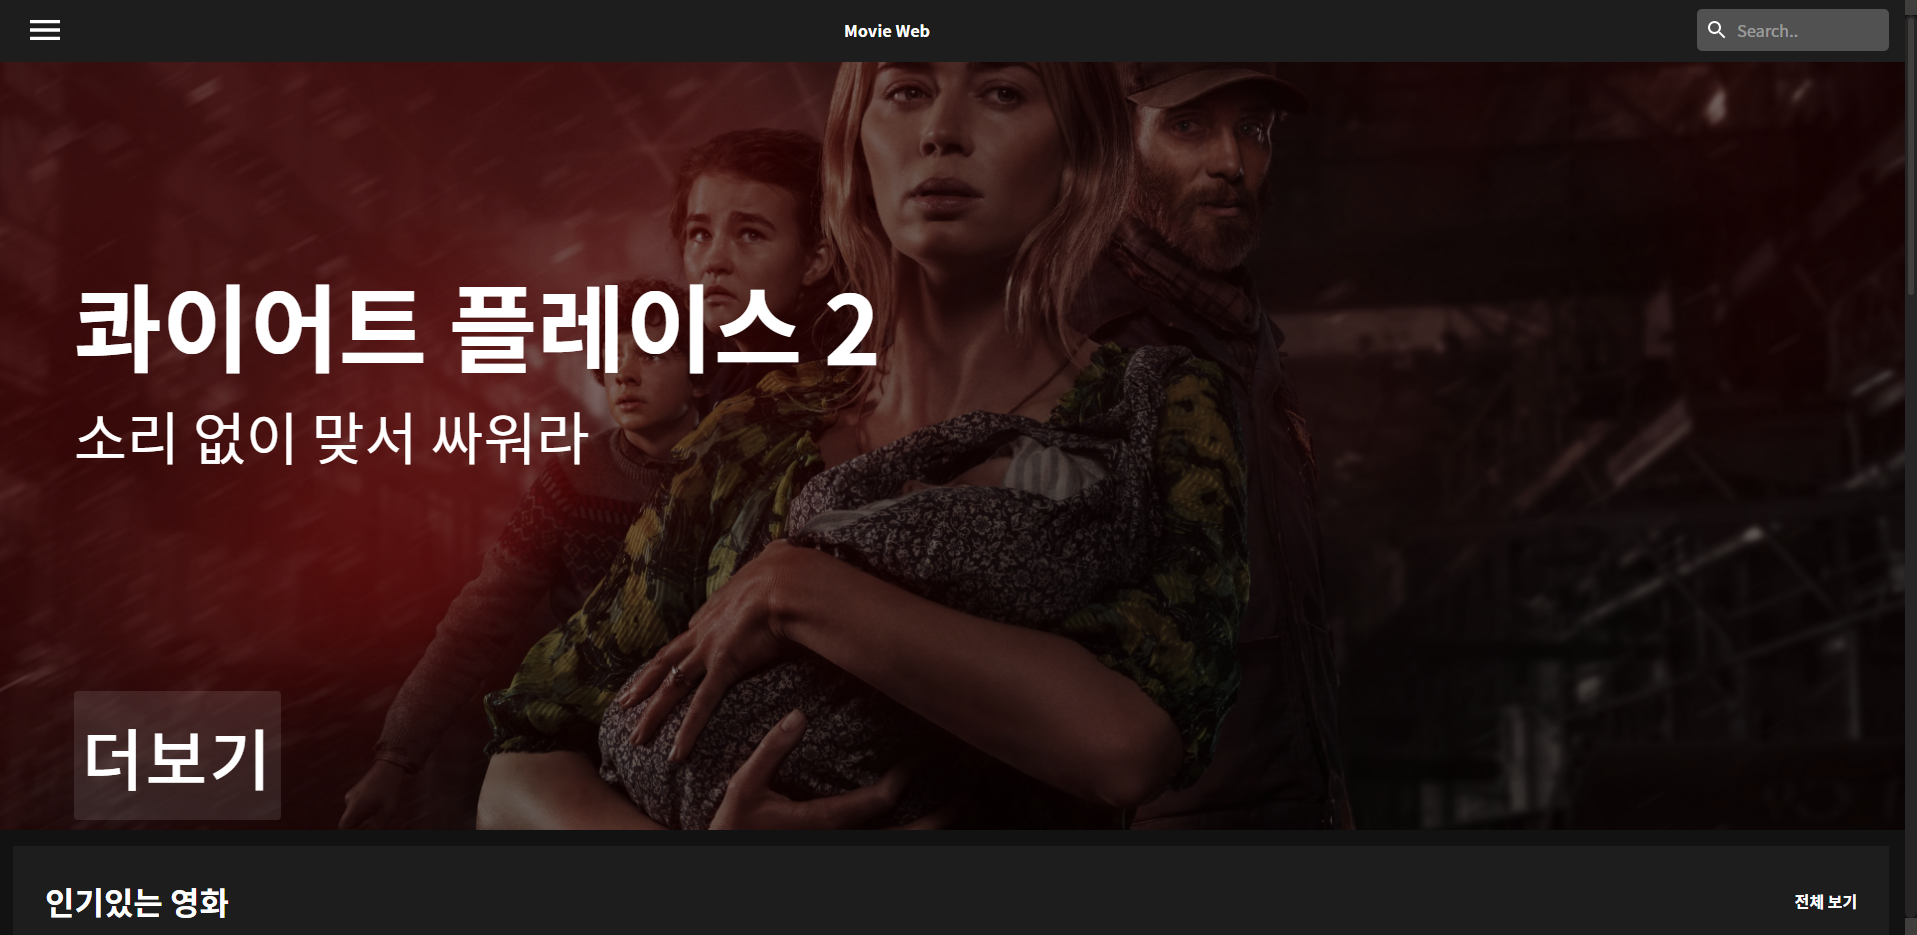 Movie Web
Search..
콰이어트 플레이스 2
소리 없이 맞서 싸워라
더보기
인기있는 영화
전체 보기